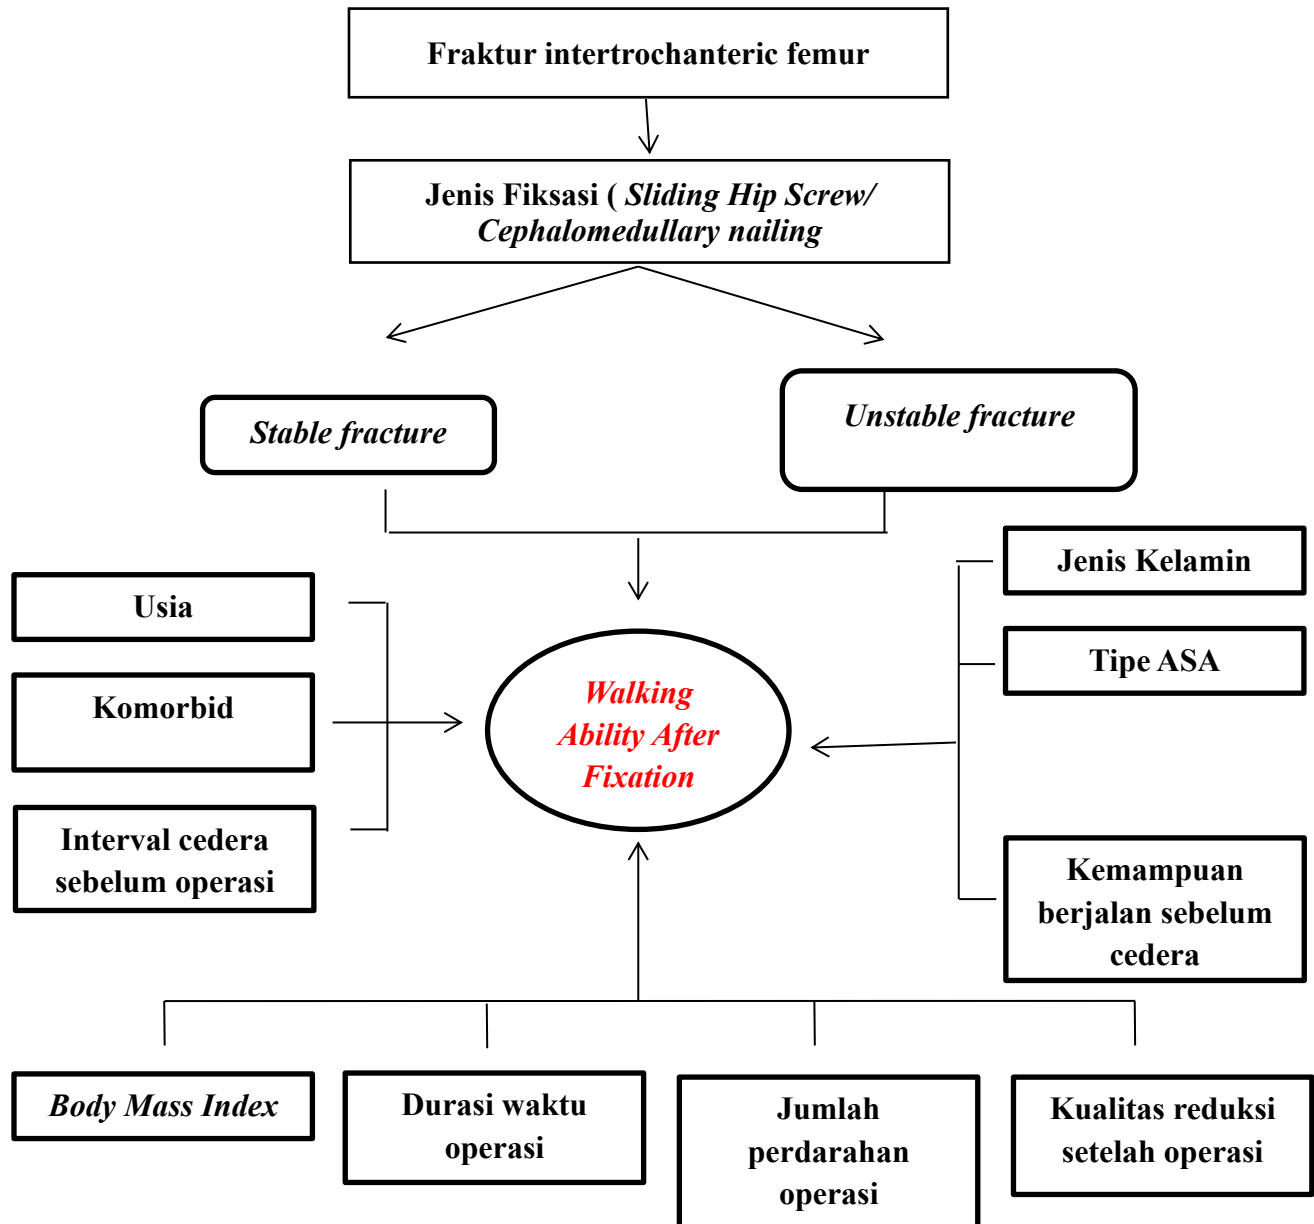 Fraktur intertrochanteric femur
Jenis Fiksasi ( Sliding Hip Screw/
Cephalomedullary nailing
Stable fracture
Unstable fracture
Usia
Komorbid
Interval cedera
sebelum operasi
Walking
Ability After
Fixation
Jenis Kelamin
Tipe ASA
Kemampuan
berjalan sebelum
cedera
Body Mass Index
Durasi waktu
operasi
Jumlah
perdarahan
operasi
Kualitas reduksi
setelah operasi